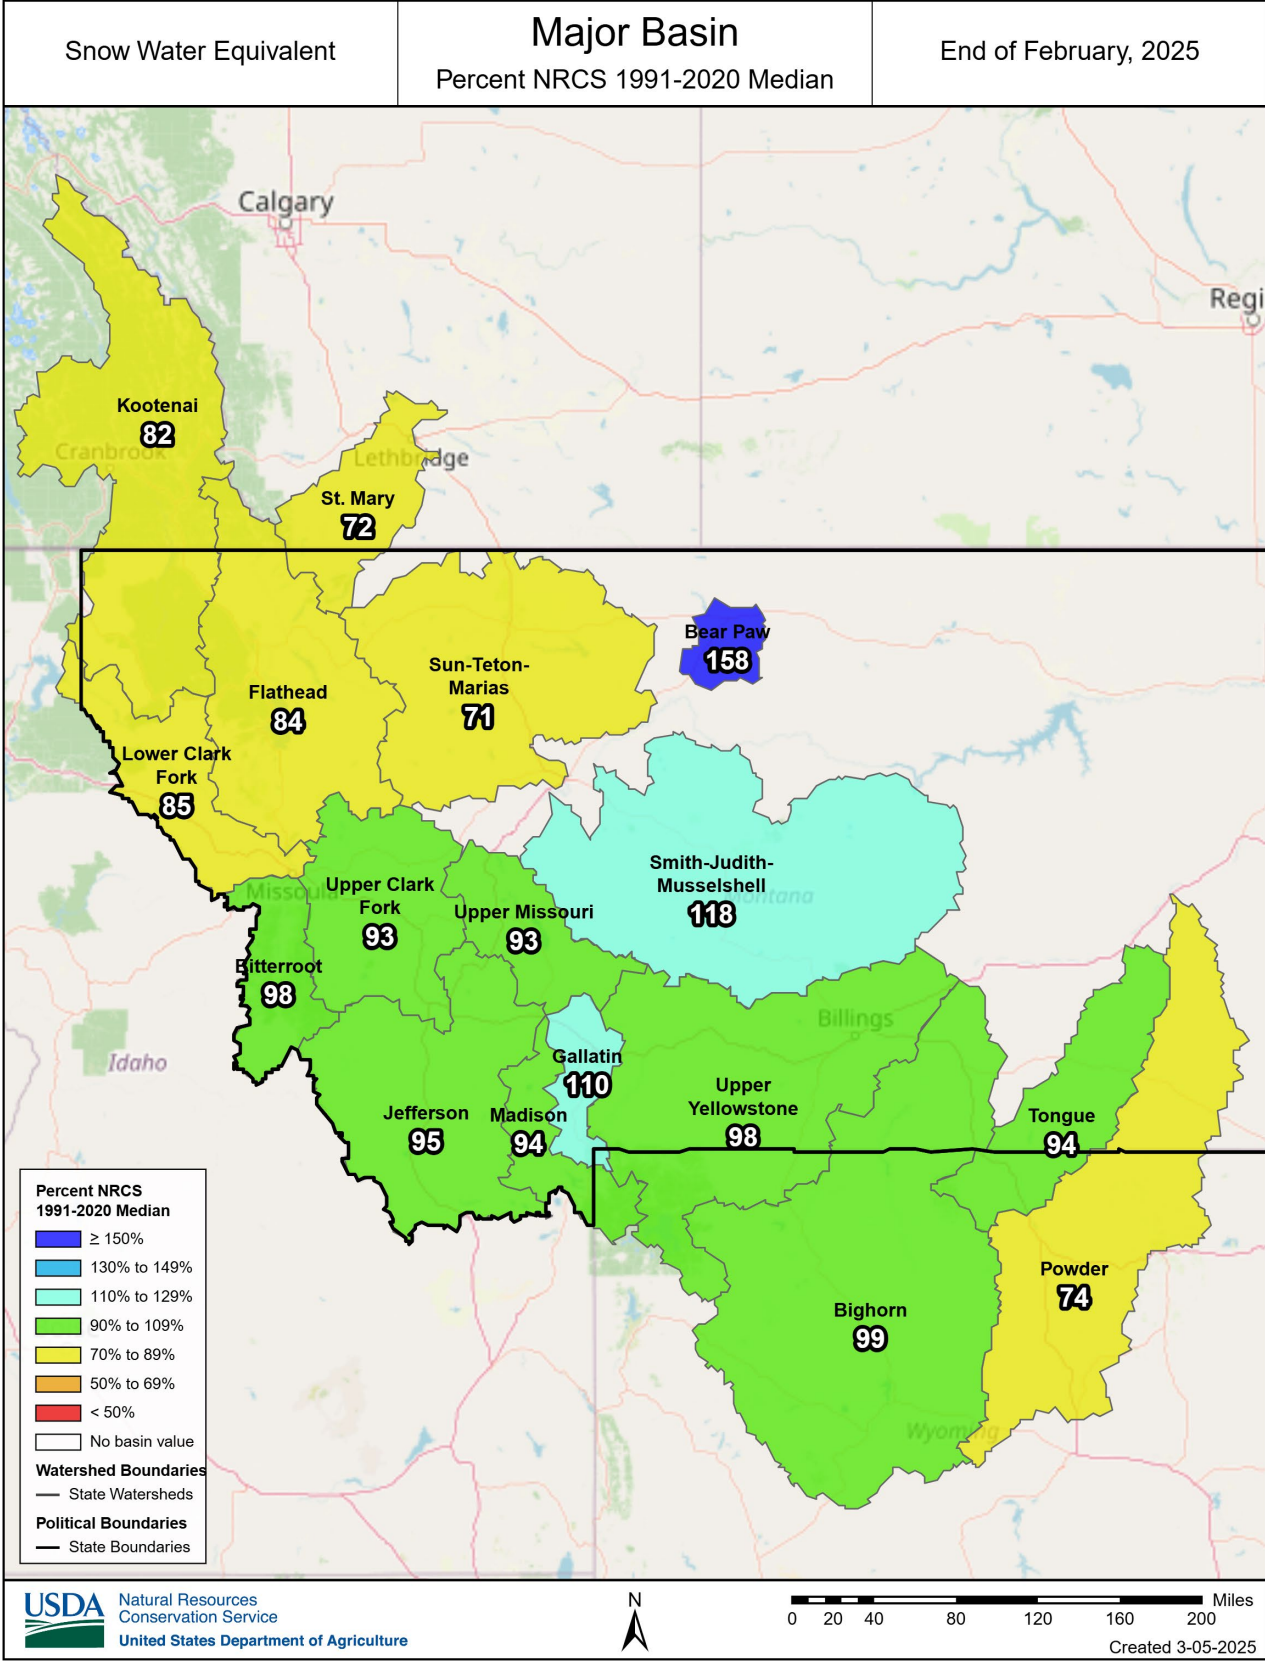 Snow Water Equivalent
Major Basin
Percent NRCS 1991-2020 Median
End of February, 2025
Calgary
Regi
Kootenai
82
Cranbrook
Lethbridge
St. Mary
72
Bear Paw
158
Sun-Teton-
Marias
71
Flathead
84
Lower Clark
Fork
85
Smith-Judith-
Musselshell
118
Montana
Missoula
Upper Clark
Fork
93
Upper Missouri
93
Bitterroot
98
Billings
Idaho
Gallatin
110
Upper
Yellowstone
98
Jefferson
95
Madison
94
Tongue
94
Powder
74
Bighorn
99
Wyoming
Percent NRCS
1991-2020 Median
≥ 150%
130% to 149%
110% to 129%
90% to 109%
70% to 89%
50% to 69%
< 50%
No basin value
Watershed Boundaries
State Watersheds
Political Boundaries
State Boundaries
USDA
Natural Resources
Conservation Service
United States Department of Agriculture
N
Miles
0 20 40 80 120 160 200
Created 3-05-2025